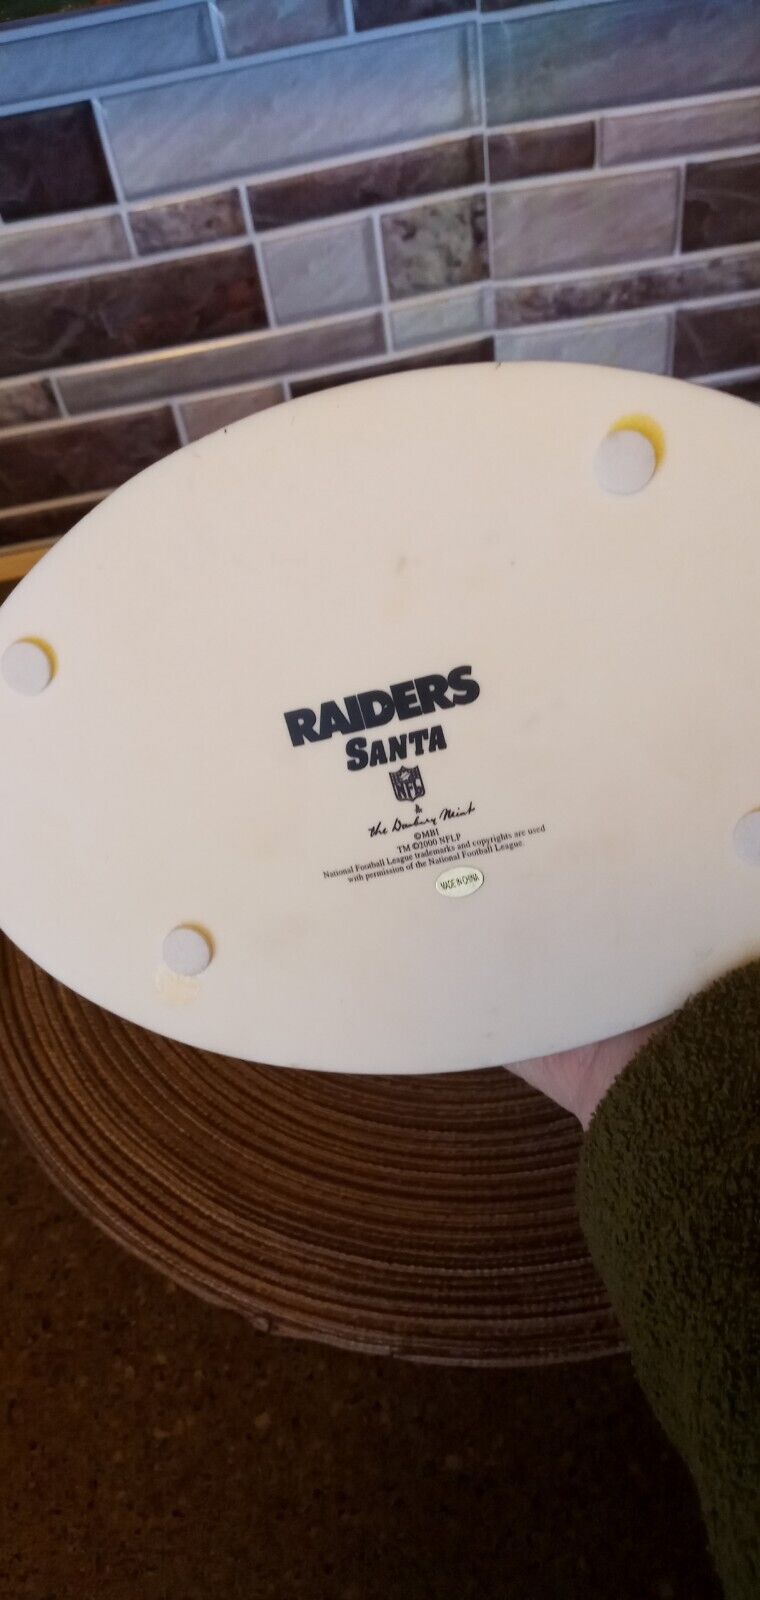 RAIDERS
SANTA
NFL
&
the Danbury Mint
©MBI
TM ©2000 NFLP
National Football League trademarks and copyrights are used
with permission of the National Football League.
MADE IN CHINA